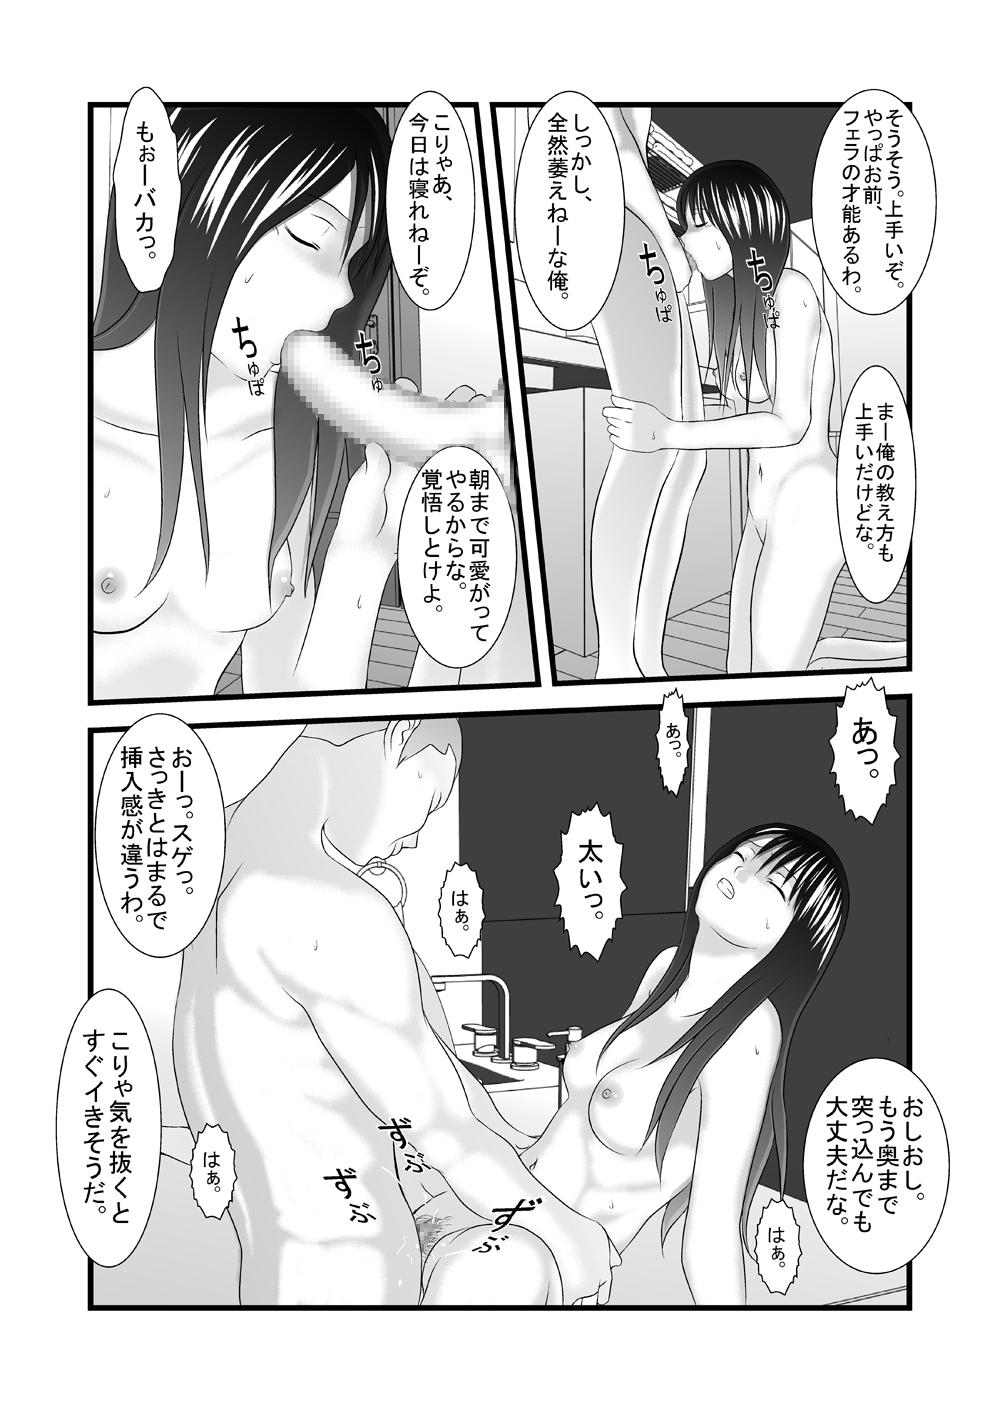 そうそう。上手いぞ。
やっぱお前、
フェラの才能あるわ。
まー俺の教え方も
上手いだけどな。
しっかし、
全然萎えねーな俺。
ちゅぱ
ちゅぱ
こりゃあ、
今日は寝れねーぞ。
もぉーバカっ。
ちゅぱ
ちゅ
朝まで可愛がって
やるからな。
覚悟しとけよ。
あっ。
あっ。
太いっ。
はぁ。
おーっ。スゲっ。
さっきとはまるで
挿入感が違うわ。
おしおし。
もう奥まで
突っ込んでも
大丈夫だな。
はぁ。
ずぶ
ずぶ
ずぶ
はぁ。
こりゃ気を抜くと
すぐイきそうだ。